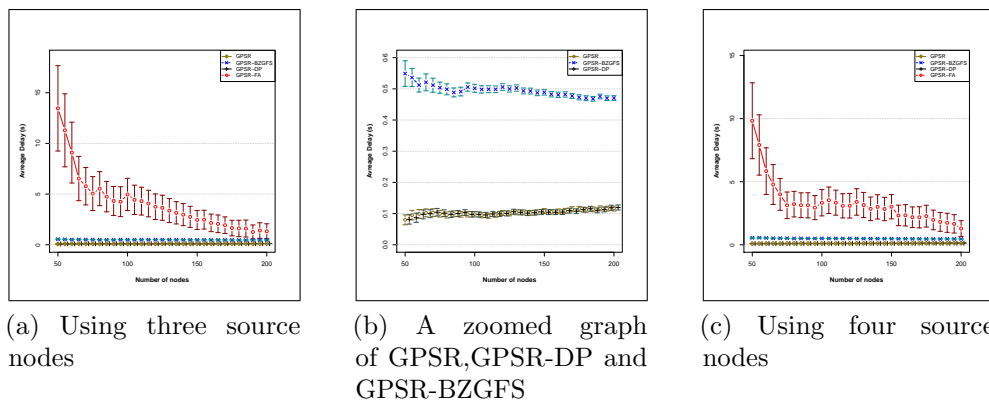 GPSR
GPSR-BZGFS
GPSR-DP
GPSR-FA
Avreage Delay (s)
0
5
10
15
50
100
150
200
Number of nodes
(a) Using three source
nodes
GPSR
GPSR-BZGFS
GPSR-DP
Avreage Delay (s)
0.0
0.1
0.2
0.3
0.4
0.5
0.6
50
100
150
200
Number of nodes
(b) A zoomed graph
of GPSR,GPSR-DP and
GPSR-BZGFS
GPSR
GPSR-BZGFS
GPSR-DP
GPSR-FA
Avreage Delay (s)
0
5
10
15
50
100
150
200
Number of nodes
(c) Using four source
nodes